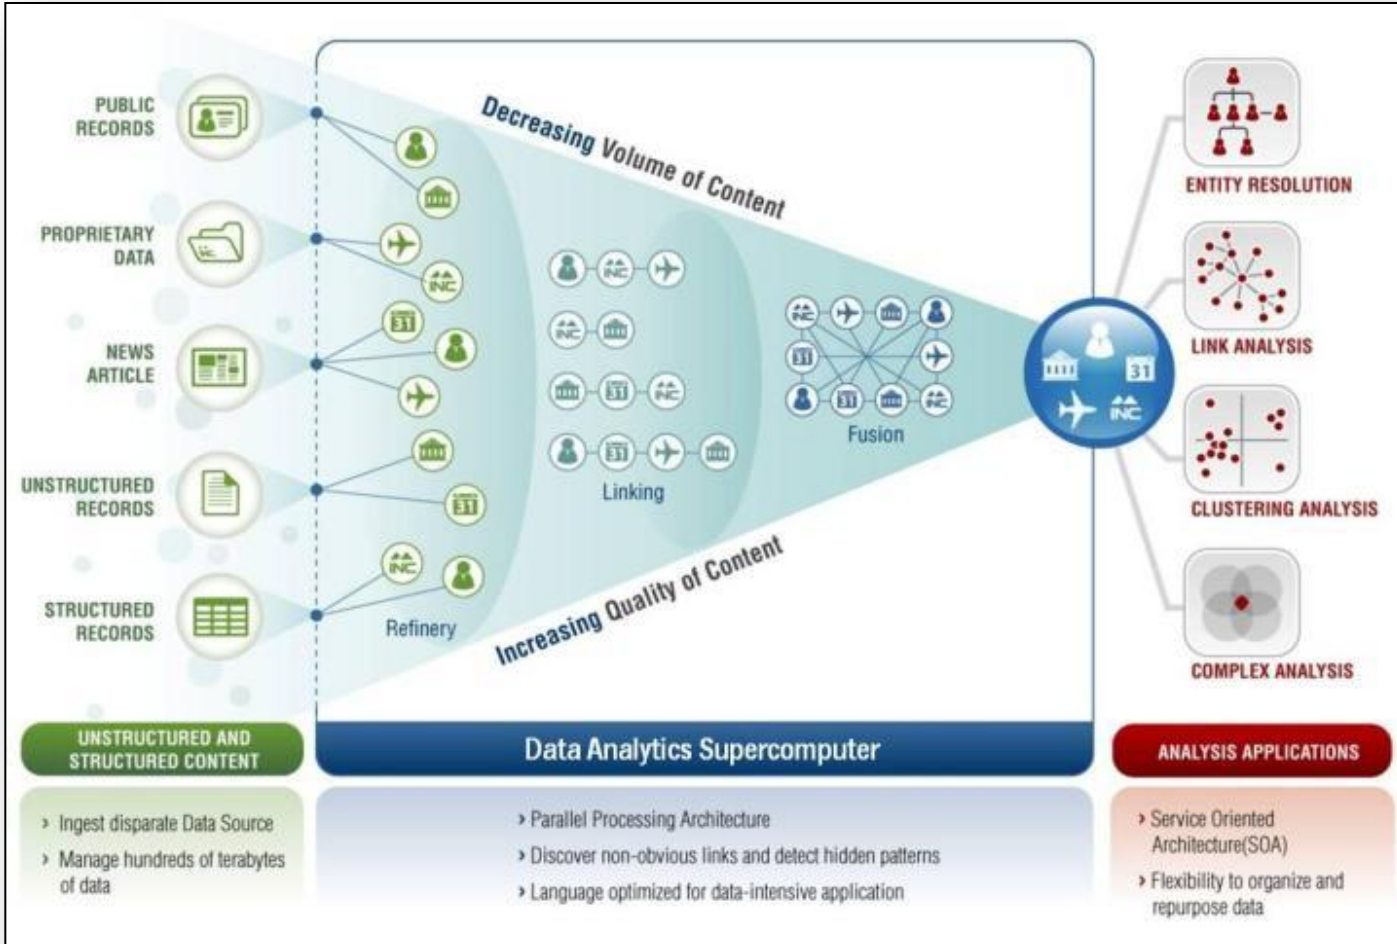 PUBLIC
RECORDS
PROPRIETARY
DATA
NEWS
ARTICLE
UNSTRUCTURED
RECORDS
STRUCTURED
RECORDS
INC
31
31
INC
Refinery
INC
INC
31
INC
31
Linking
INC
31
31
INC
Fusion
Decreasing Volume of Content
Increasing Quality of Content
31
INC
ENTITY RESOLUTION
LINK ANALYSIS
CLUSTERING ANALYSIS
COMPLEX ANALYSIS
UNSTRUCTURED AND
STRUCTURED CONTENT
› Ingest disparate Data Source
› Manage hundreds of terabytes
of data
Data Analytics Supercomputer
› Parallel Processing Architecture
› Discover non-obvious links and detect hidden patterns
› Language optimized for data-intensive application
ANALYSIS APPLICATIONS
› Service Oriented
Architecture(SOA)
› Flexibility to organize and
repurpose data